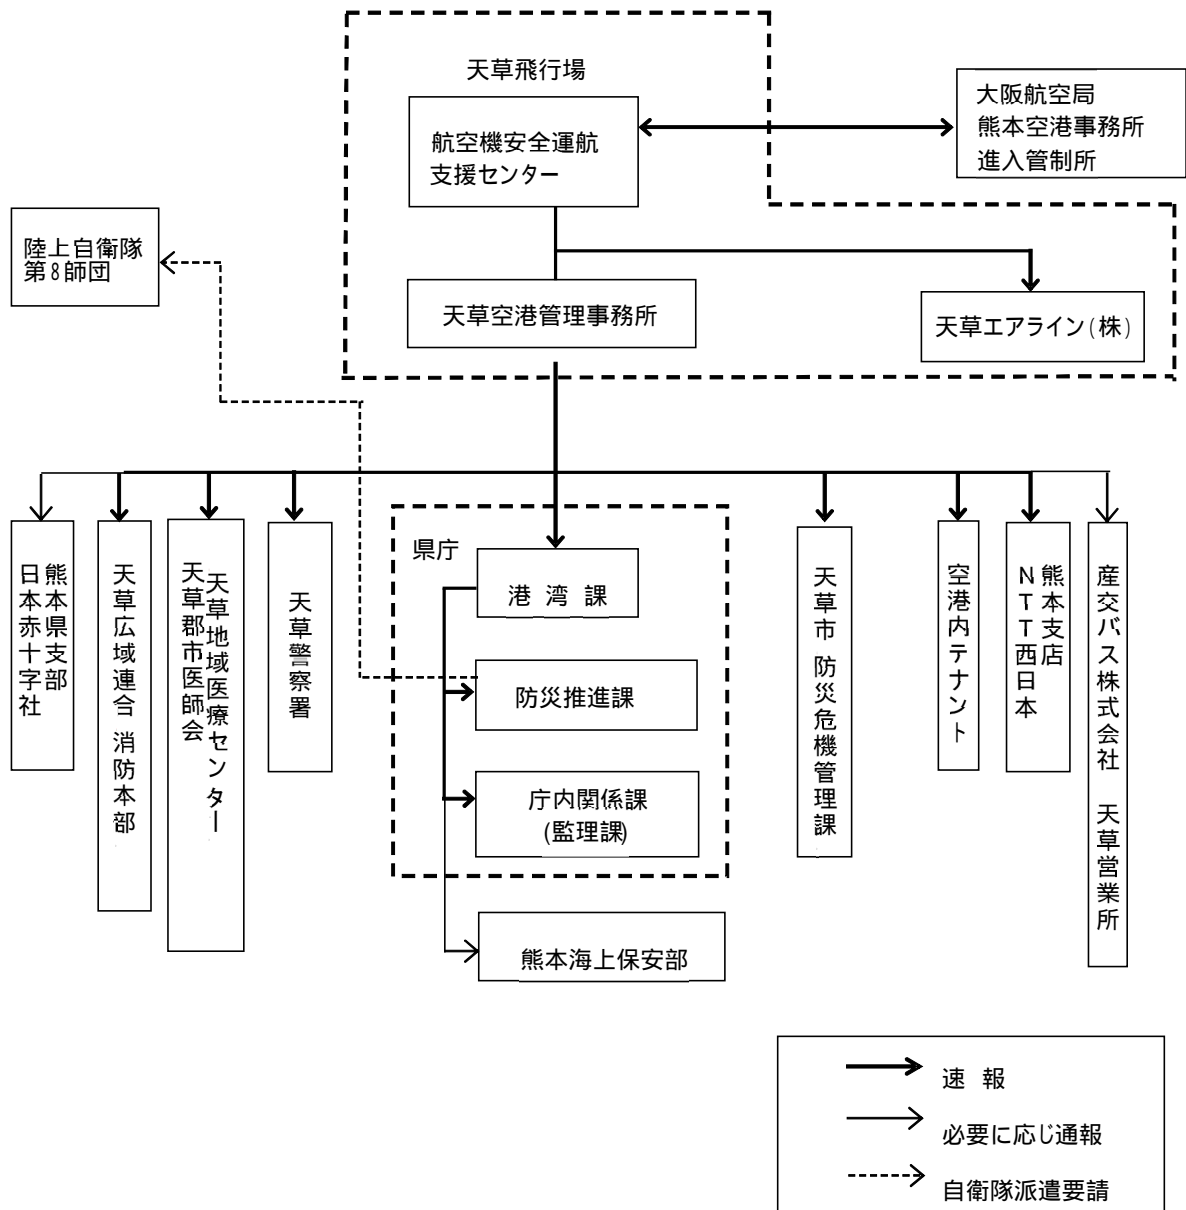 天草飛行場
航空機安全運航
支援センター
大阪航空局
熊本空港事務所
進入管制所
陸上自衛隊
第8師団
天草空港管理事務所
天草エアライン(株)
熊本県支部
日本赤十字社
天草広域連合 消防本部
天草地域医療センター
天草郡市医師会
天草警察署
県庁
港 湾 課
防災推進課
庁内関係課
(監理課)
熊本海上保安部
天草市 防災危機管理課
空港内テナント
熊本支店
NTT西日本
産交バス株式会社 天草営業所
速 報
必要に応じ通報
自衛隊派遣要請